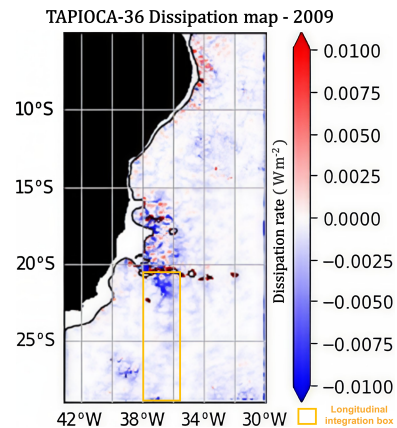 TAPIOCA-36 Dissipation map - 2009
10°S
15°S
20°S
25°S
42°W 38°W 34°W 30°W
0.0100
0.0075
0.0050
0.0025
0.0000
−0.0025
−0.0050
−0.0075
−0.0100
Dissipation rate ( W m⁻² )
Longitudinal
integration box